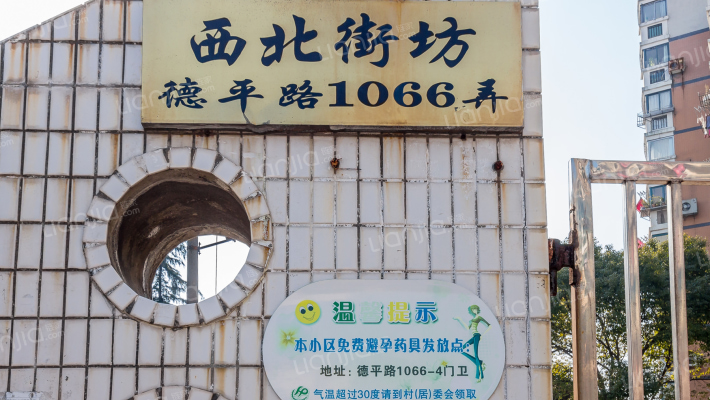 西北街坊
德平路1066弄
温馨提示
本小区免费避孕药具发放点
地址：德平路1066-4门卫
气温超过30度请到村(居)委会领取